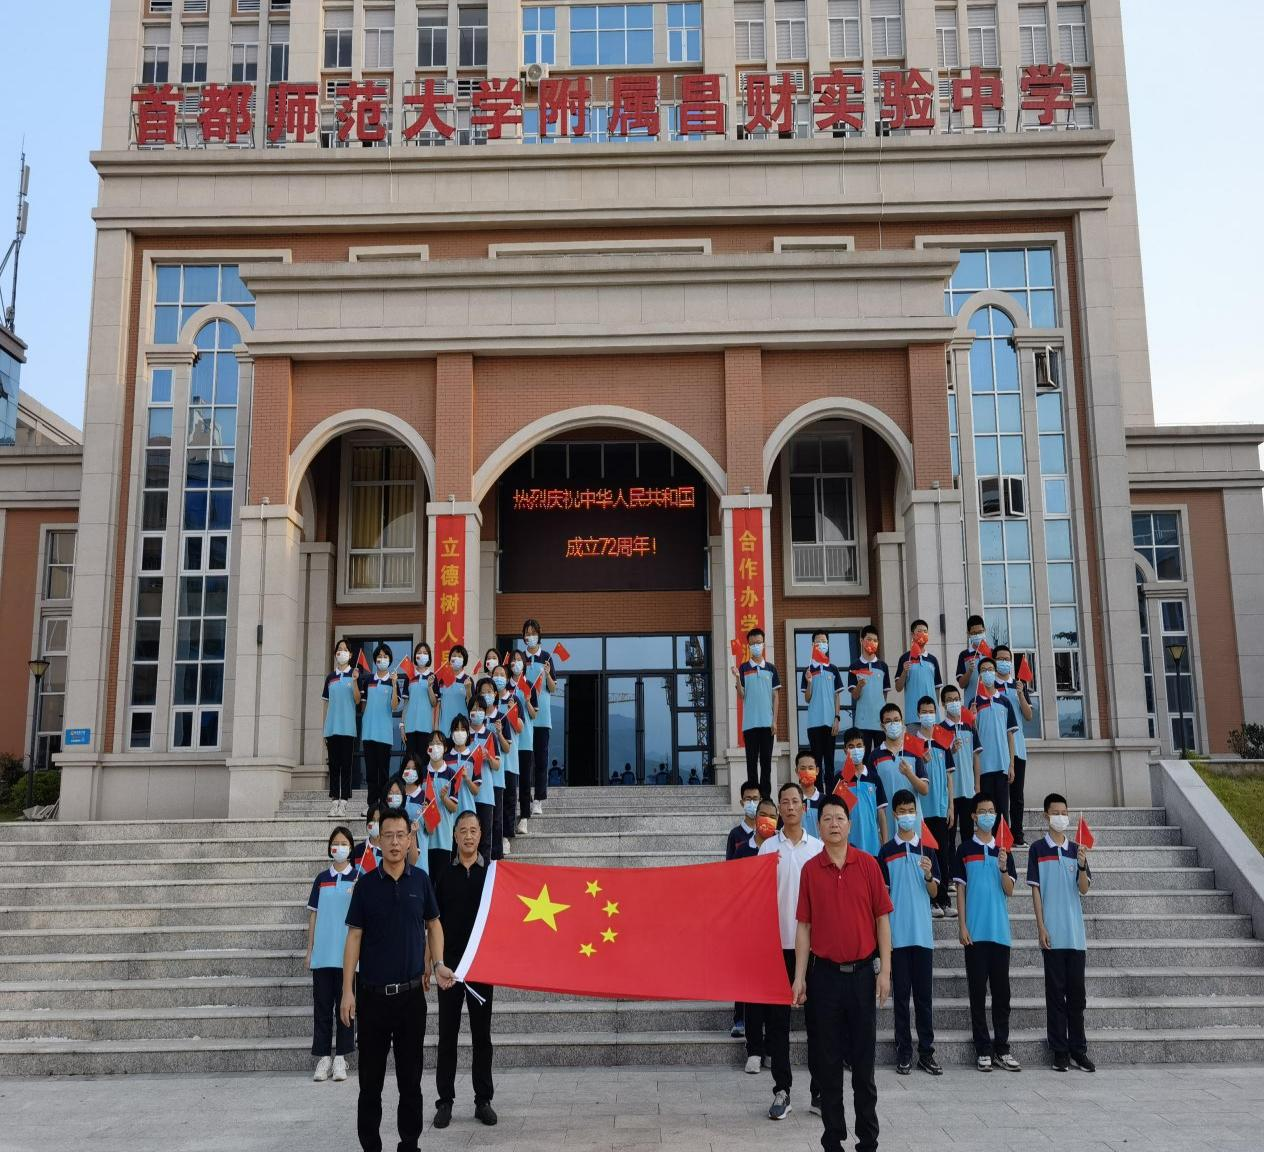 首都师范大学附属昌财实验中学
热烈庆祝中华人民共和国
成立72周年！
立德树人
合作办学